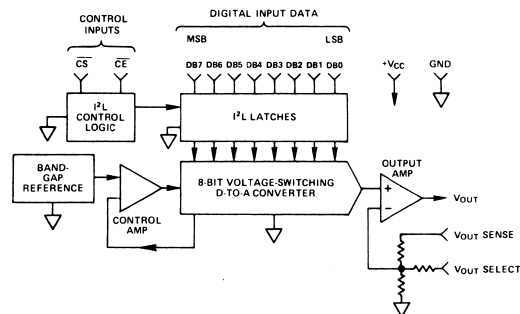 DIGITAL INPUT DATA
CONTROL
INPUTS
MSB
LSB
CS
CE
DB7 DB6 DB5 DB4 DB3 DB2 DB1 DB0
+VCC
GND
I²L
CONTROL
LOGIC
I²L LATCHES
BAND-
GAP
REFERENCE
CONTROL
AMP
8-BIT VOLTAGE-SWITCHING
D-TO-A CONVERTER
OUTPUT
AMP
+
−
VOUT
VOUT SENSE
VOUT SELECT